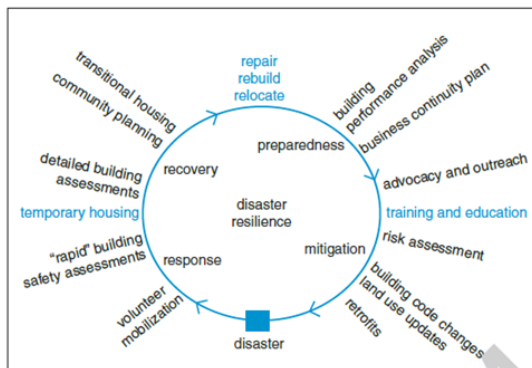 repair
rebuild
relocate
transitional housing
community planning
building
performance analysis
business continuity plan
preparedness
recovery
detailed building
assessments
advocacy and outreach
temporary housing
disaster
resilience
training and education
risk assessment
mitigation
"rapid" building
safety assessments
response
building code changes
land use updates
retrofits
volunteer
mobilization
disaster